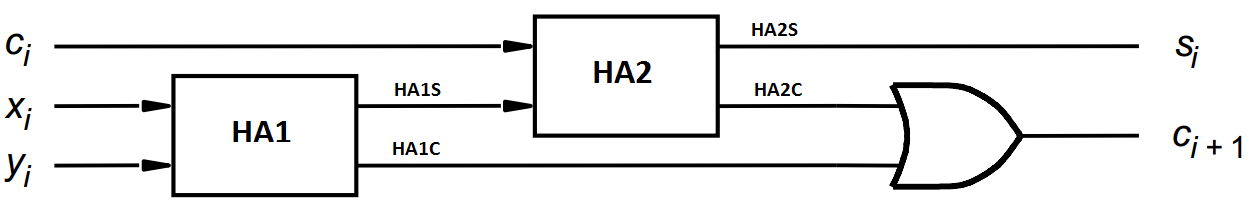 cᵢ HA2S sᵢ
HA2
xᵢ HA1S HA2C
HA1 cᵢ₊₁
yᵢ HA1C